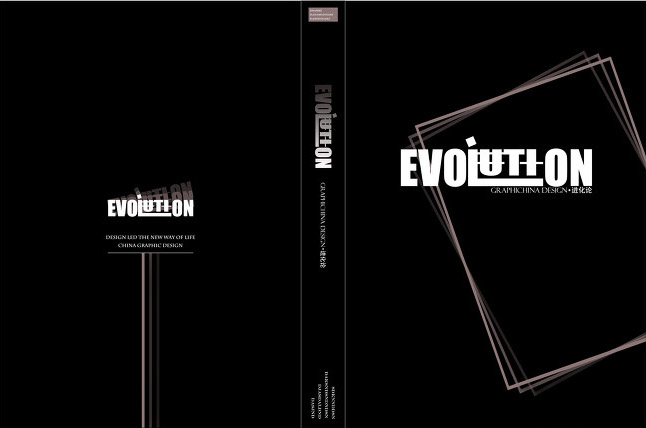 EVOLUTION
DESIGN LED THE NEW WAY OF LIFE
CHINA GRAPHIC DESIGN
EVOLUTION
GRAPHICHINA DESIGN•进化论
EVOLUTION
GRAPHICHINA DESIGN•进化论